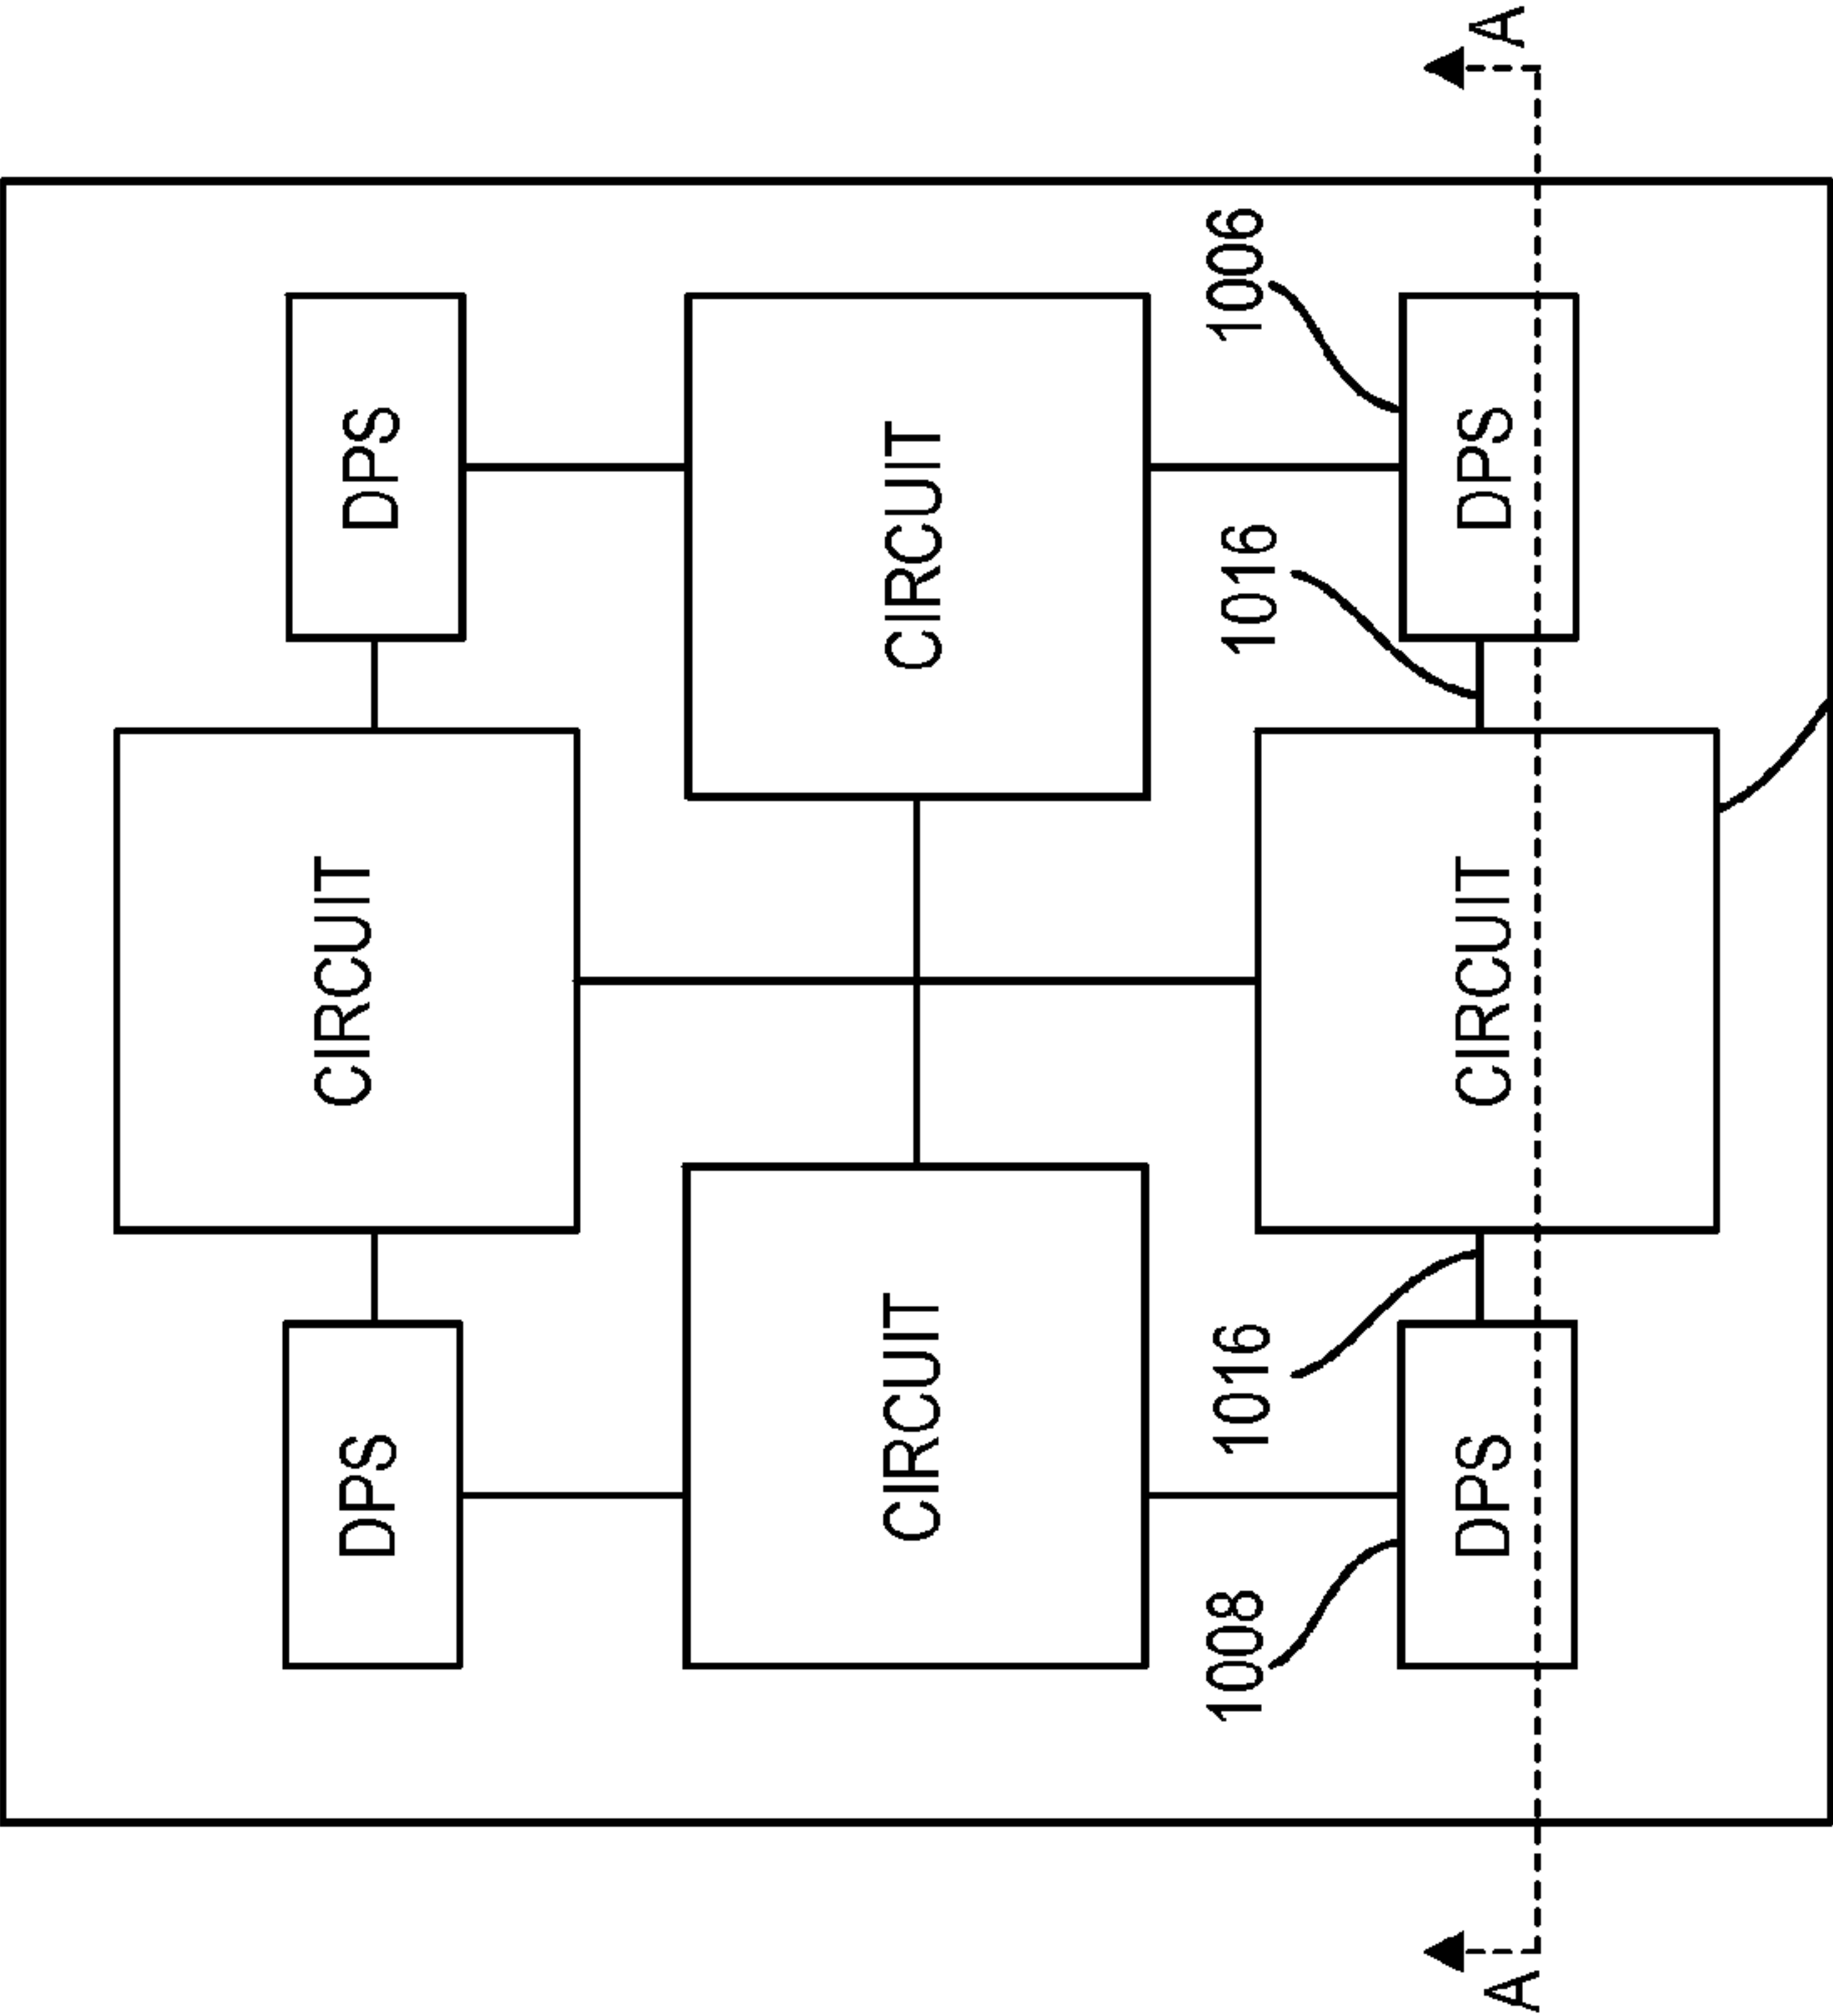 DPS
CIRCUIT
DPS
CIRCUIT
CIRCUIT
1008
1016
1016
1006
DPS
CIRCUIT
DPS
A
A